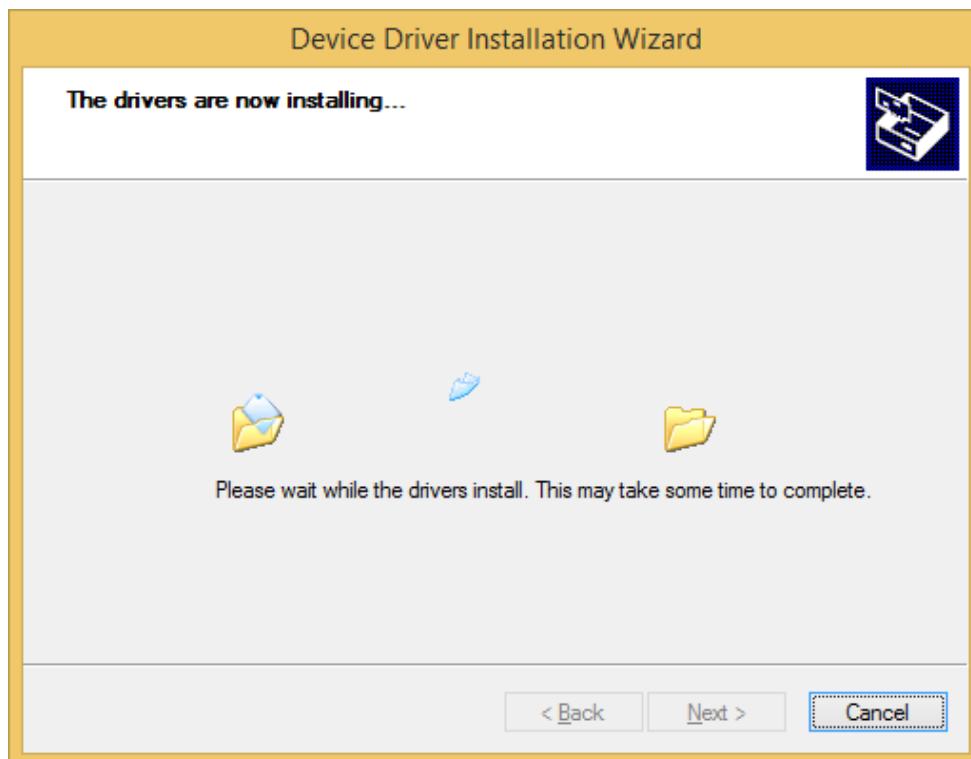 Device Driver Installation Wizard
The drivers are now installing...
Please wait while the drivers install. This may take some time to complete.
< Back
Next >
Cancel